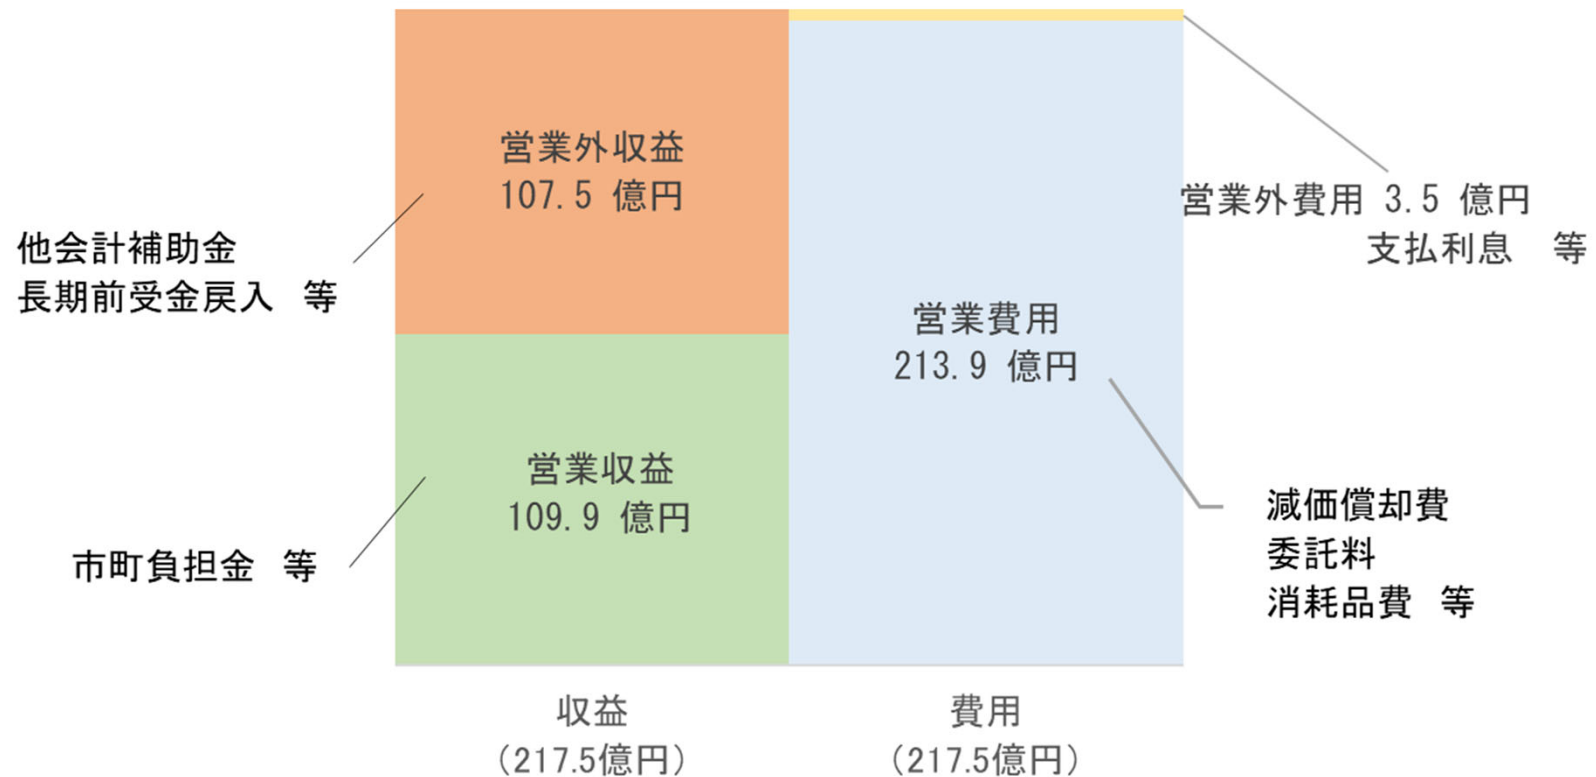 営業外収益
107.5 億円
他会計補助金
長期前受金戻入 等
営業収益
109.9 億円
市町負担金 等
営業費用
213.9 億円
営業外費用 3.5 億円
支払利息 等
減価償却費
委託料
消耗品費 等
収益
(217.5億円)
費用
(217.5億円)